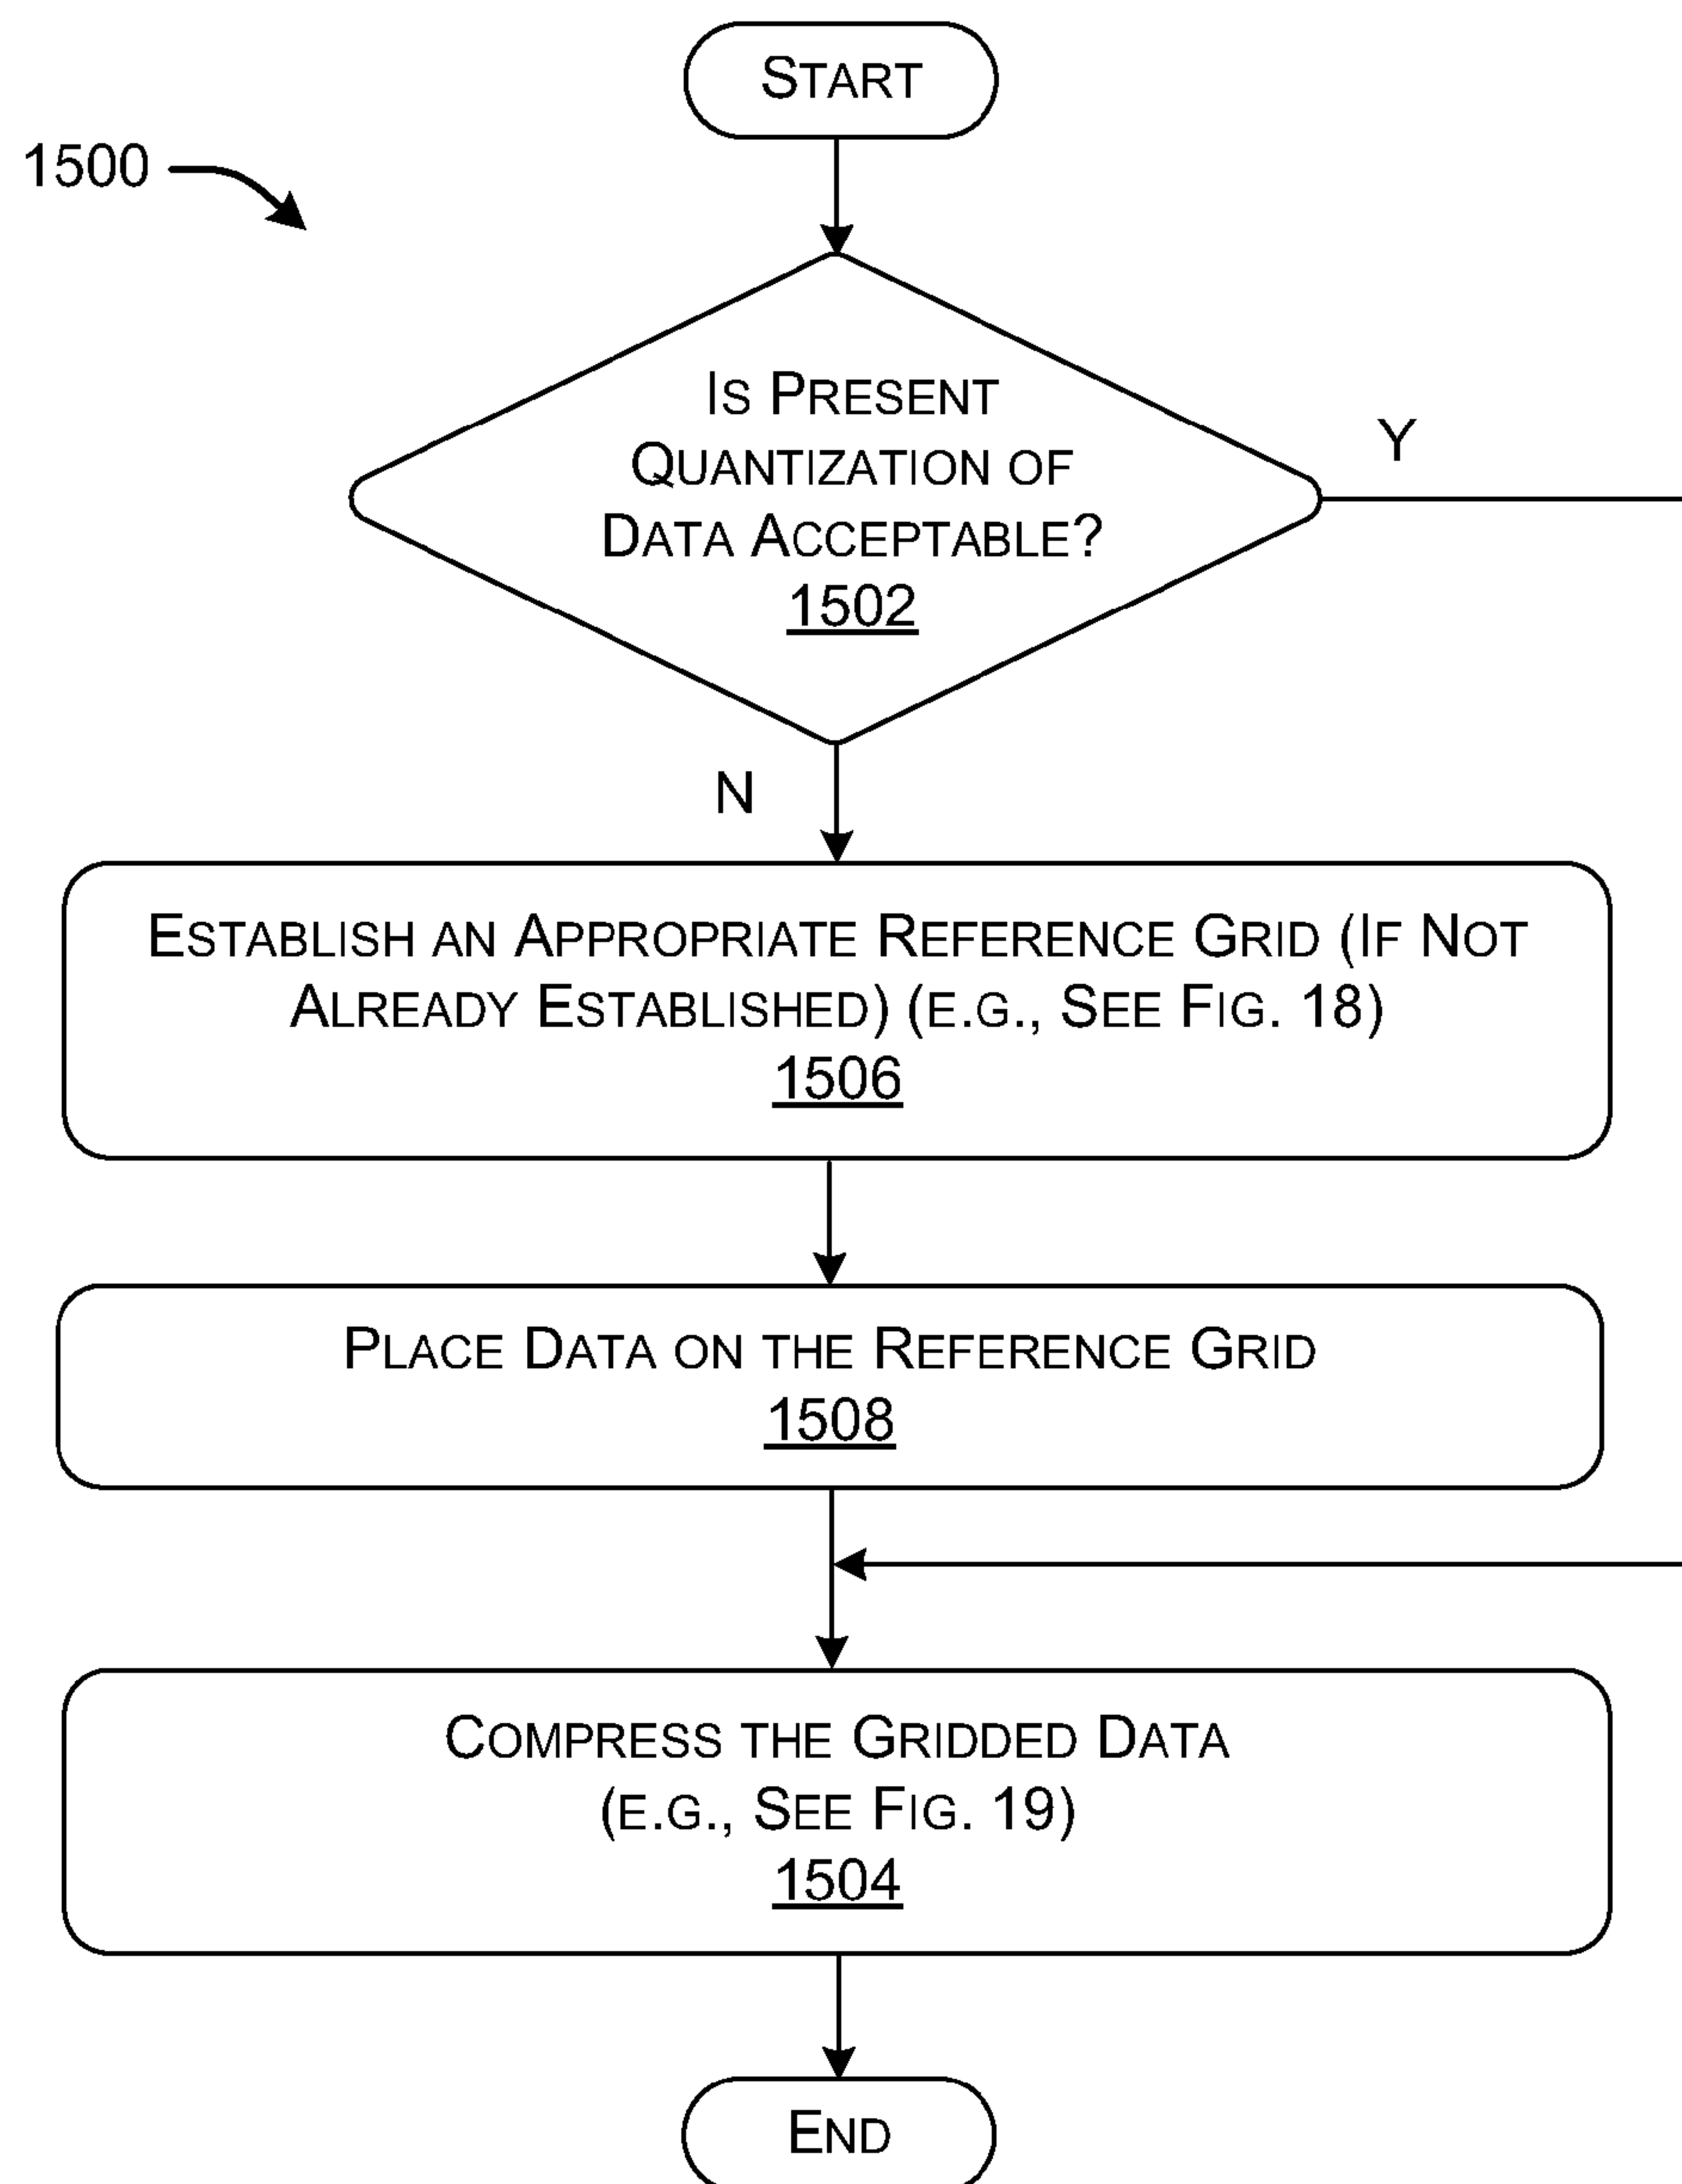 START
1500
IS PRESENT
QUANTIZATION OF
DATA ACCEPTABLE?
1502
Y
N
ESTABLISH AN APPROPRIATE REFERENCE GRID (IF NOT
ALREADY ESTABLISHED) (E.G., SEE FIG. 18)
1506
PLACE DATA ON THE REFERENCE GRID
1508
COMPRESS THE GRIDDED DATA
(E.G., SEE FIG. 19)
1504
END